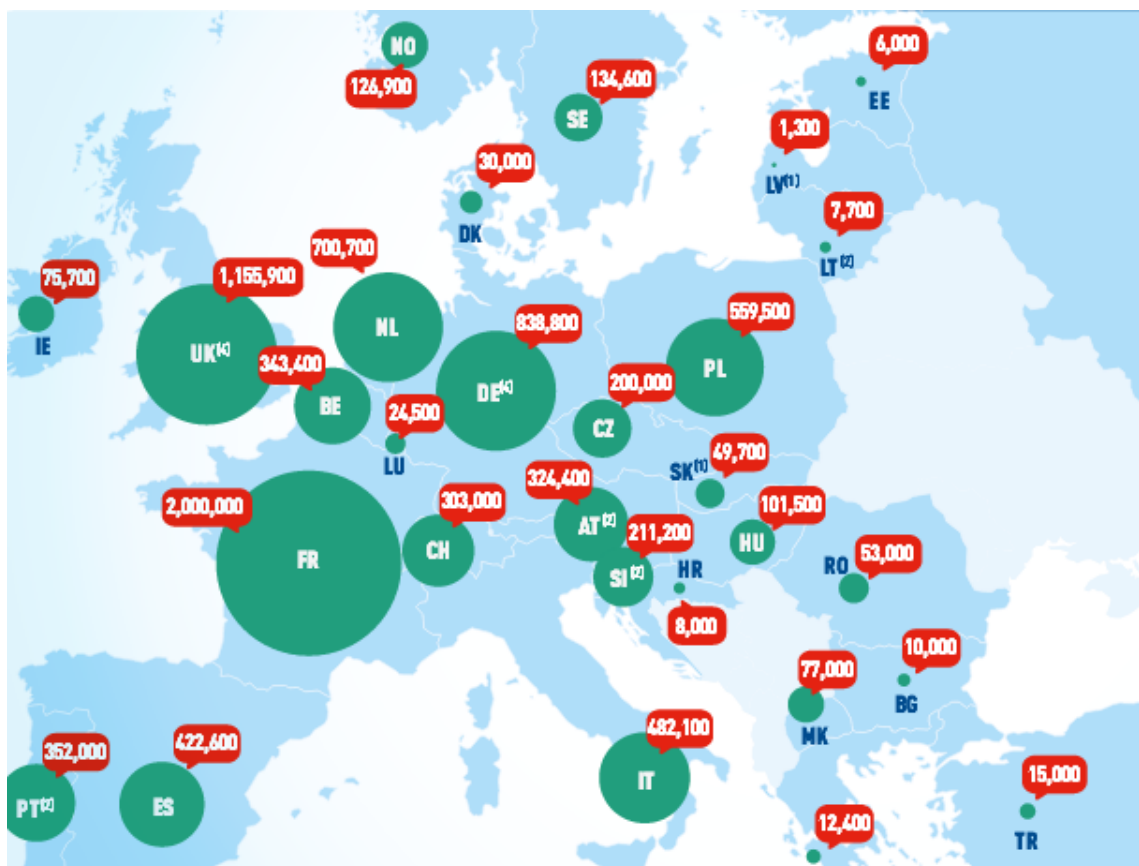 NO
126,900
134,600
SE
6,000
EE
1,300
LV(1)
7,700
LT (2)
30,000
DK
75,700
IE
1,155,900
UK(4)
700,700
NL
838,800
DE(4)
559,500
PL
343,400
BE
24,500
LU
200,000
CZ
SK(1)
49,700
2,000,000
FR
303,000
CH
324,400
AT(2)
211,200
SI(2)
HR
8,000
101,500
HU
RO
53,000
10,000
BG
77,000
MK
352,000
PT(2)
422,600
ES
482,100
IT
12,400
15,000
TR